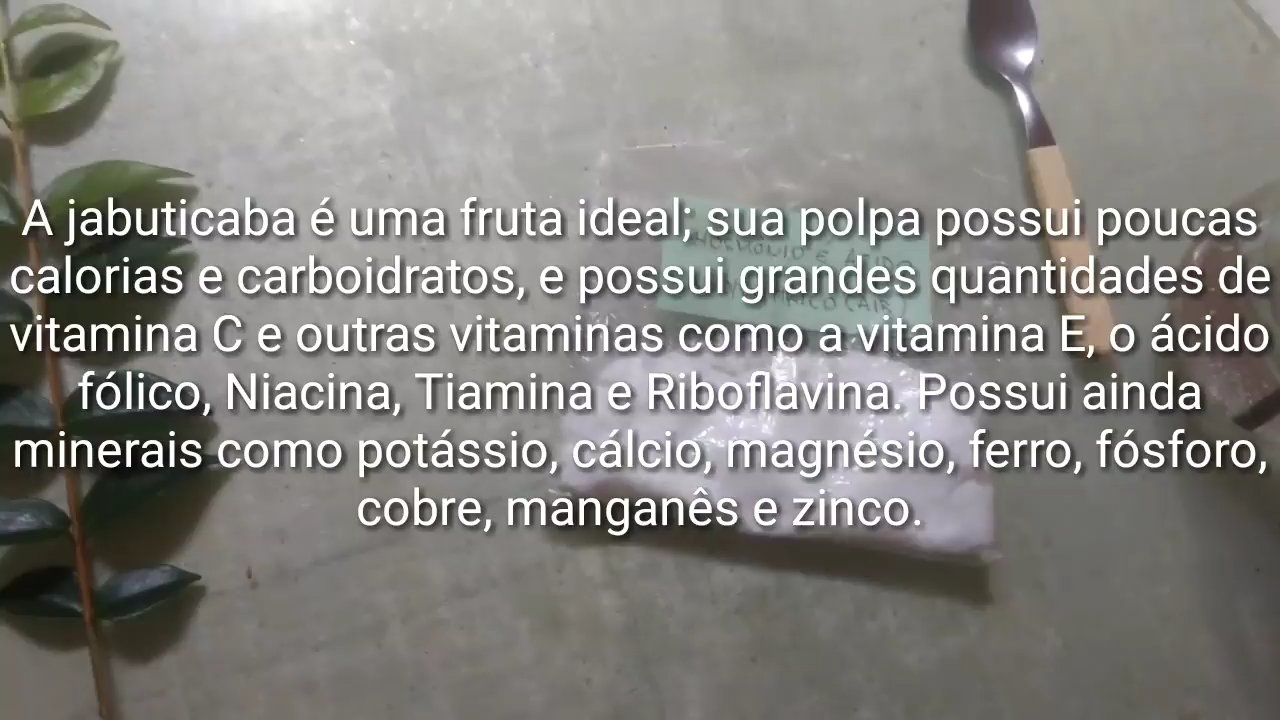 A jabuticaba é uma fruta ideal; sua polpa possui poucas
calorias e carboidratos, e possui grandes quantidades de
vitamina C e outras vitaminas como a vitamina E, o ácido
fólico, Niacina, Tiamina e Riboflavina. Possui ainda
minerais como potássio, cálcio, magnésio, ferro, fósforo,
cobre, manganês e zinco.